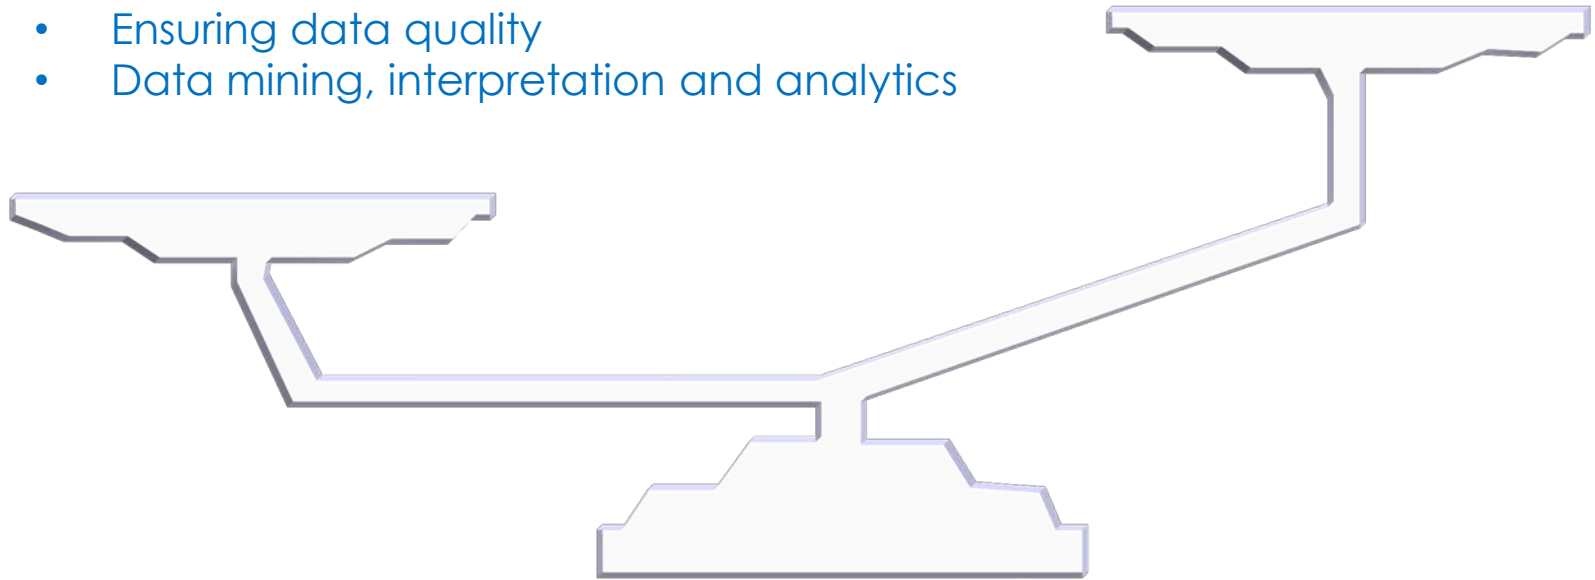 • Ensuring data quality
• Data mining, interpretation and analytics